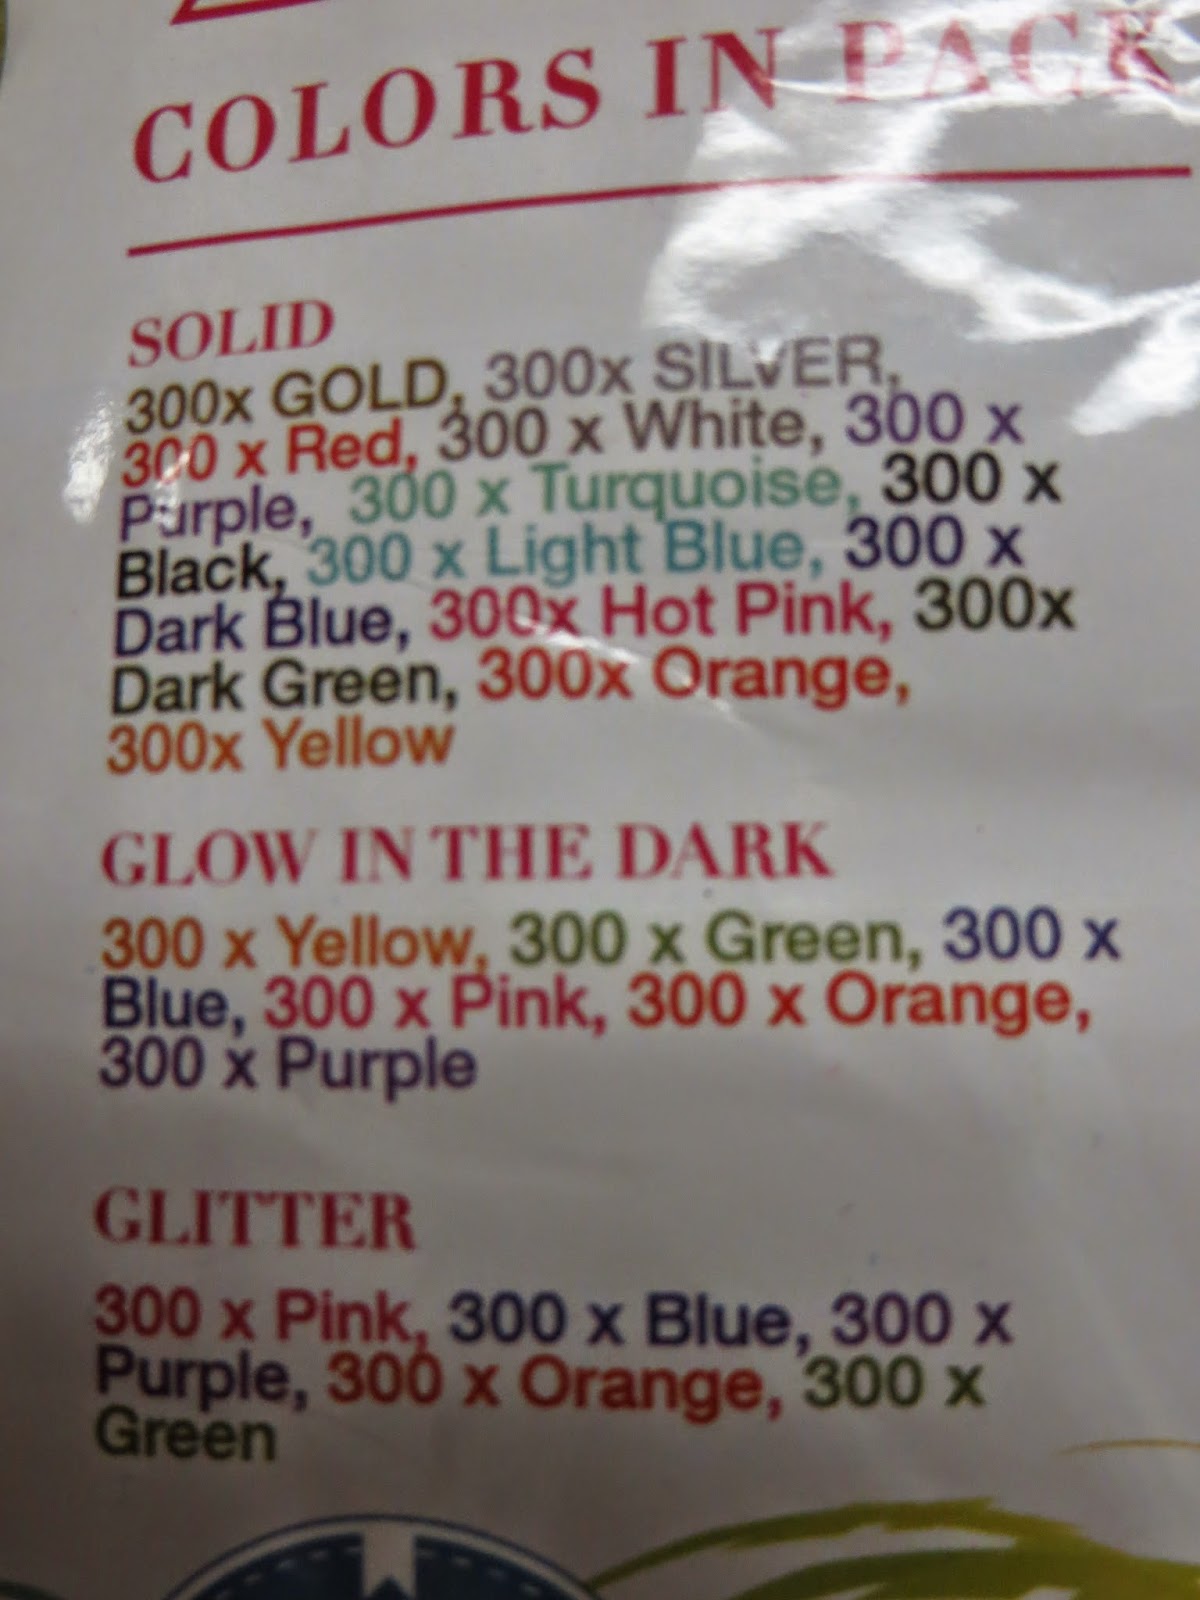 COLORS IN PACK
SOLID
300x GOLD, 300x SILVER,
300 x Red, 300 x White, 300 x
Purple, 300 x Turquoise, 300 x
Black, 300 x Light Blue, 300 x
Dark Blue, 300x Hot Pink, 300x
Dark Green, 300x Orange,
300x Yellow
GLOW IN THE DARK
300 x Yellow, 300 x Green, 300 x
Blue, 300 x Pink, 300 x Orange,
300 x Purple
GLITTER
300 x Pink, 300 x Blue, 300 x
Purple, 300 x Orange, 300 x
Green